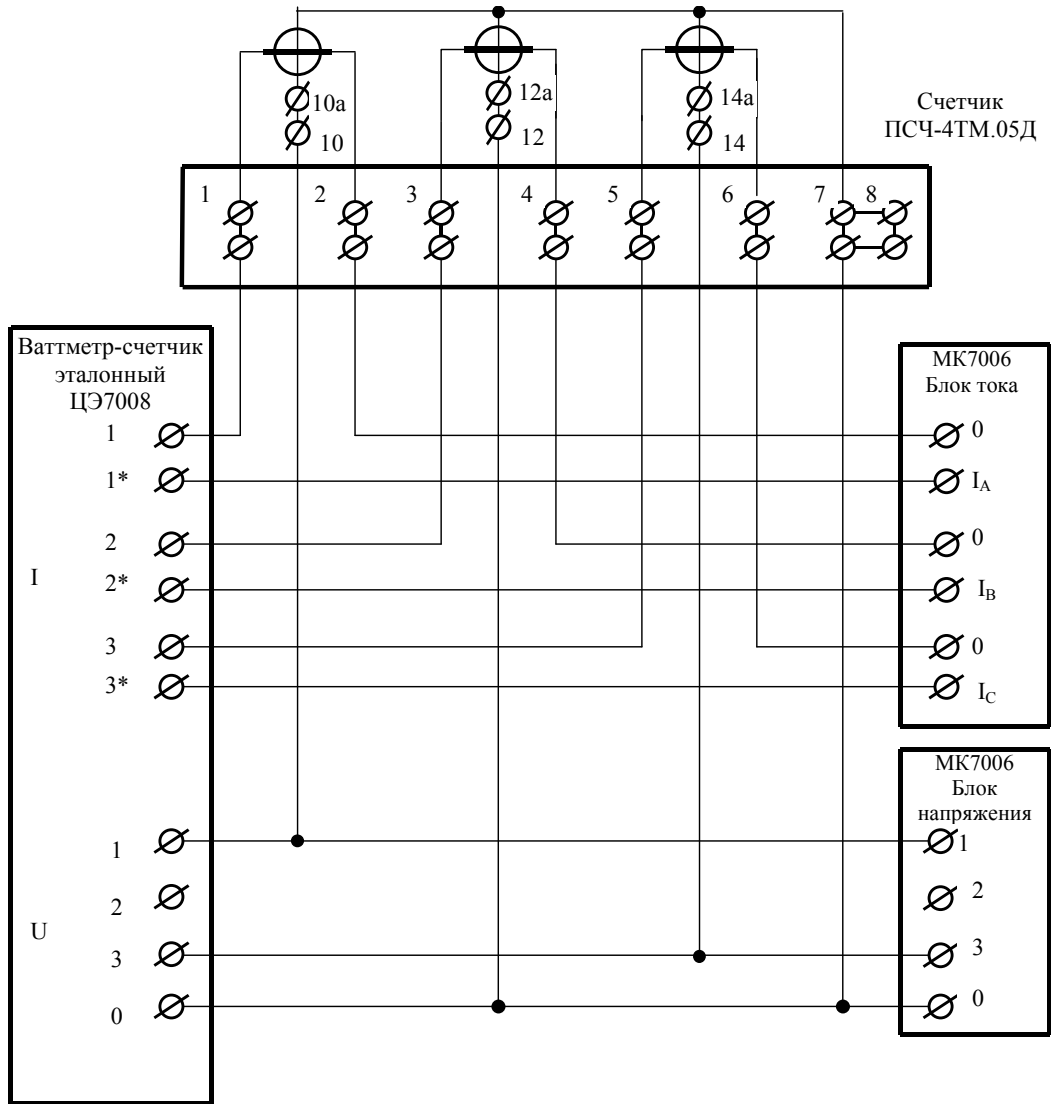 10а
10
12а
12
14а
14
Счетчик
ПСЧ-4ТМ.05Д
1
2
3
4
5
6
7
8
Ваттметр-счетчик
эталонный
ЦЭ7008
1
1*
2
I
2*
3
3*
1
2
U
3
0
МК7006
Блок тока
0
IA
0
IB
0
IC
МК7006
Блок
напряжения
1
2
3
0